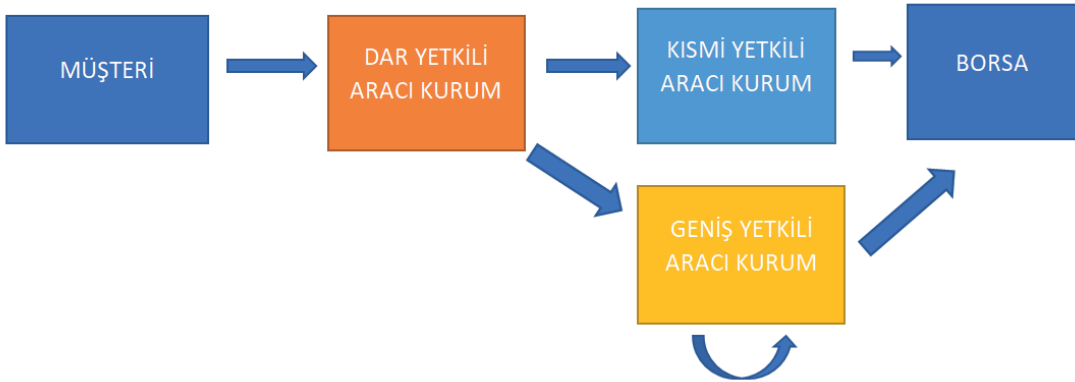 MÜŞTERİ
DAR YETKİLİ
ARACI KURUM
KISMİ YETKİLİ
ARACI KURUM
BORSA
GENİŞ YETKİLİ
ARACI KURUM